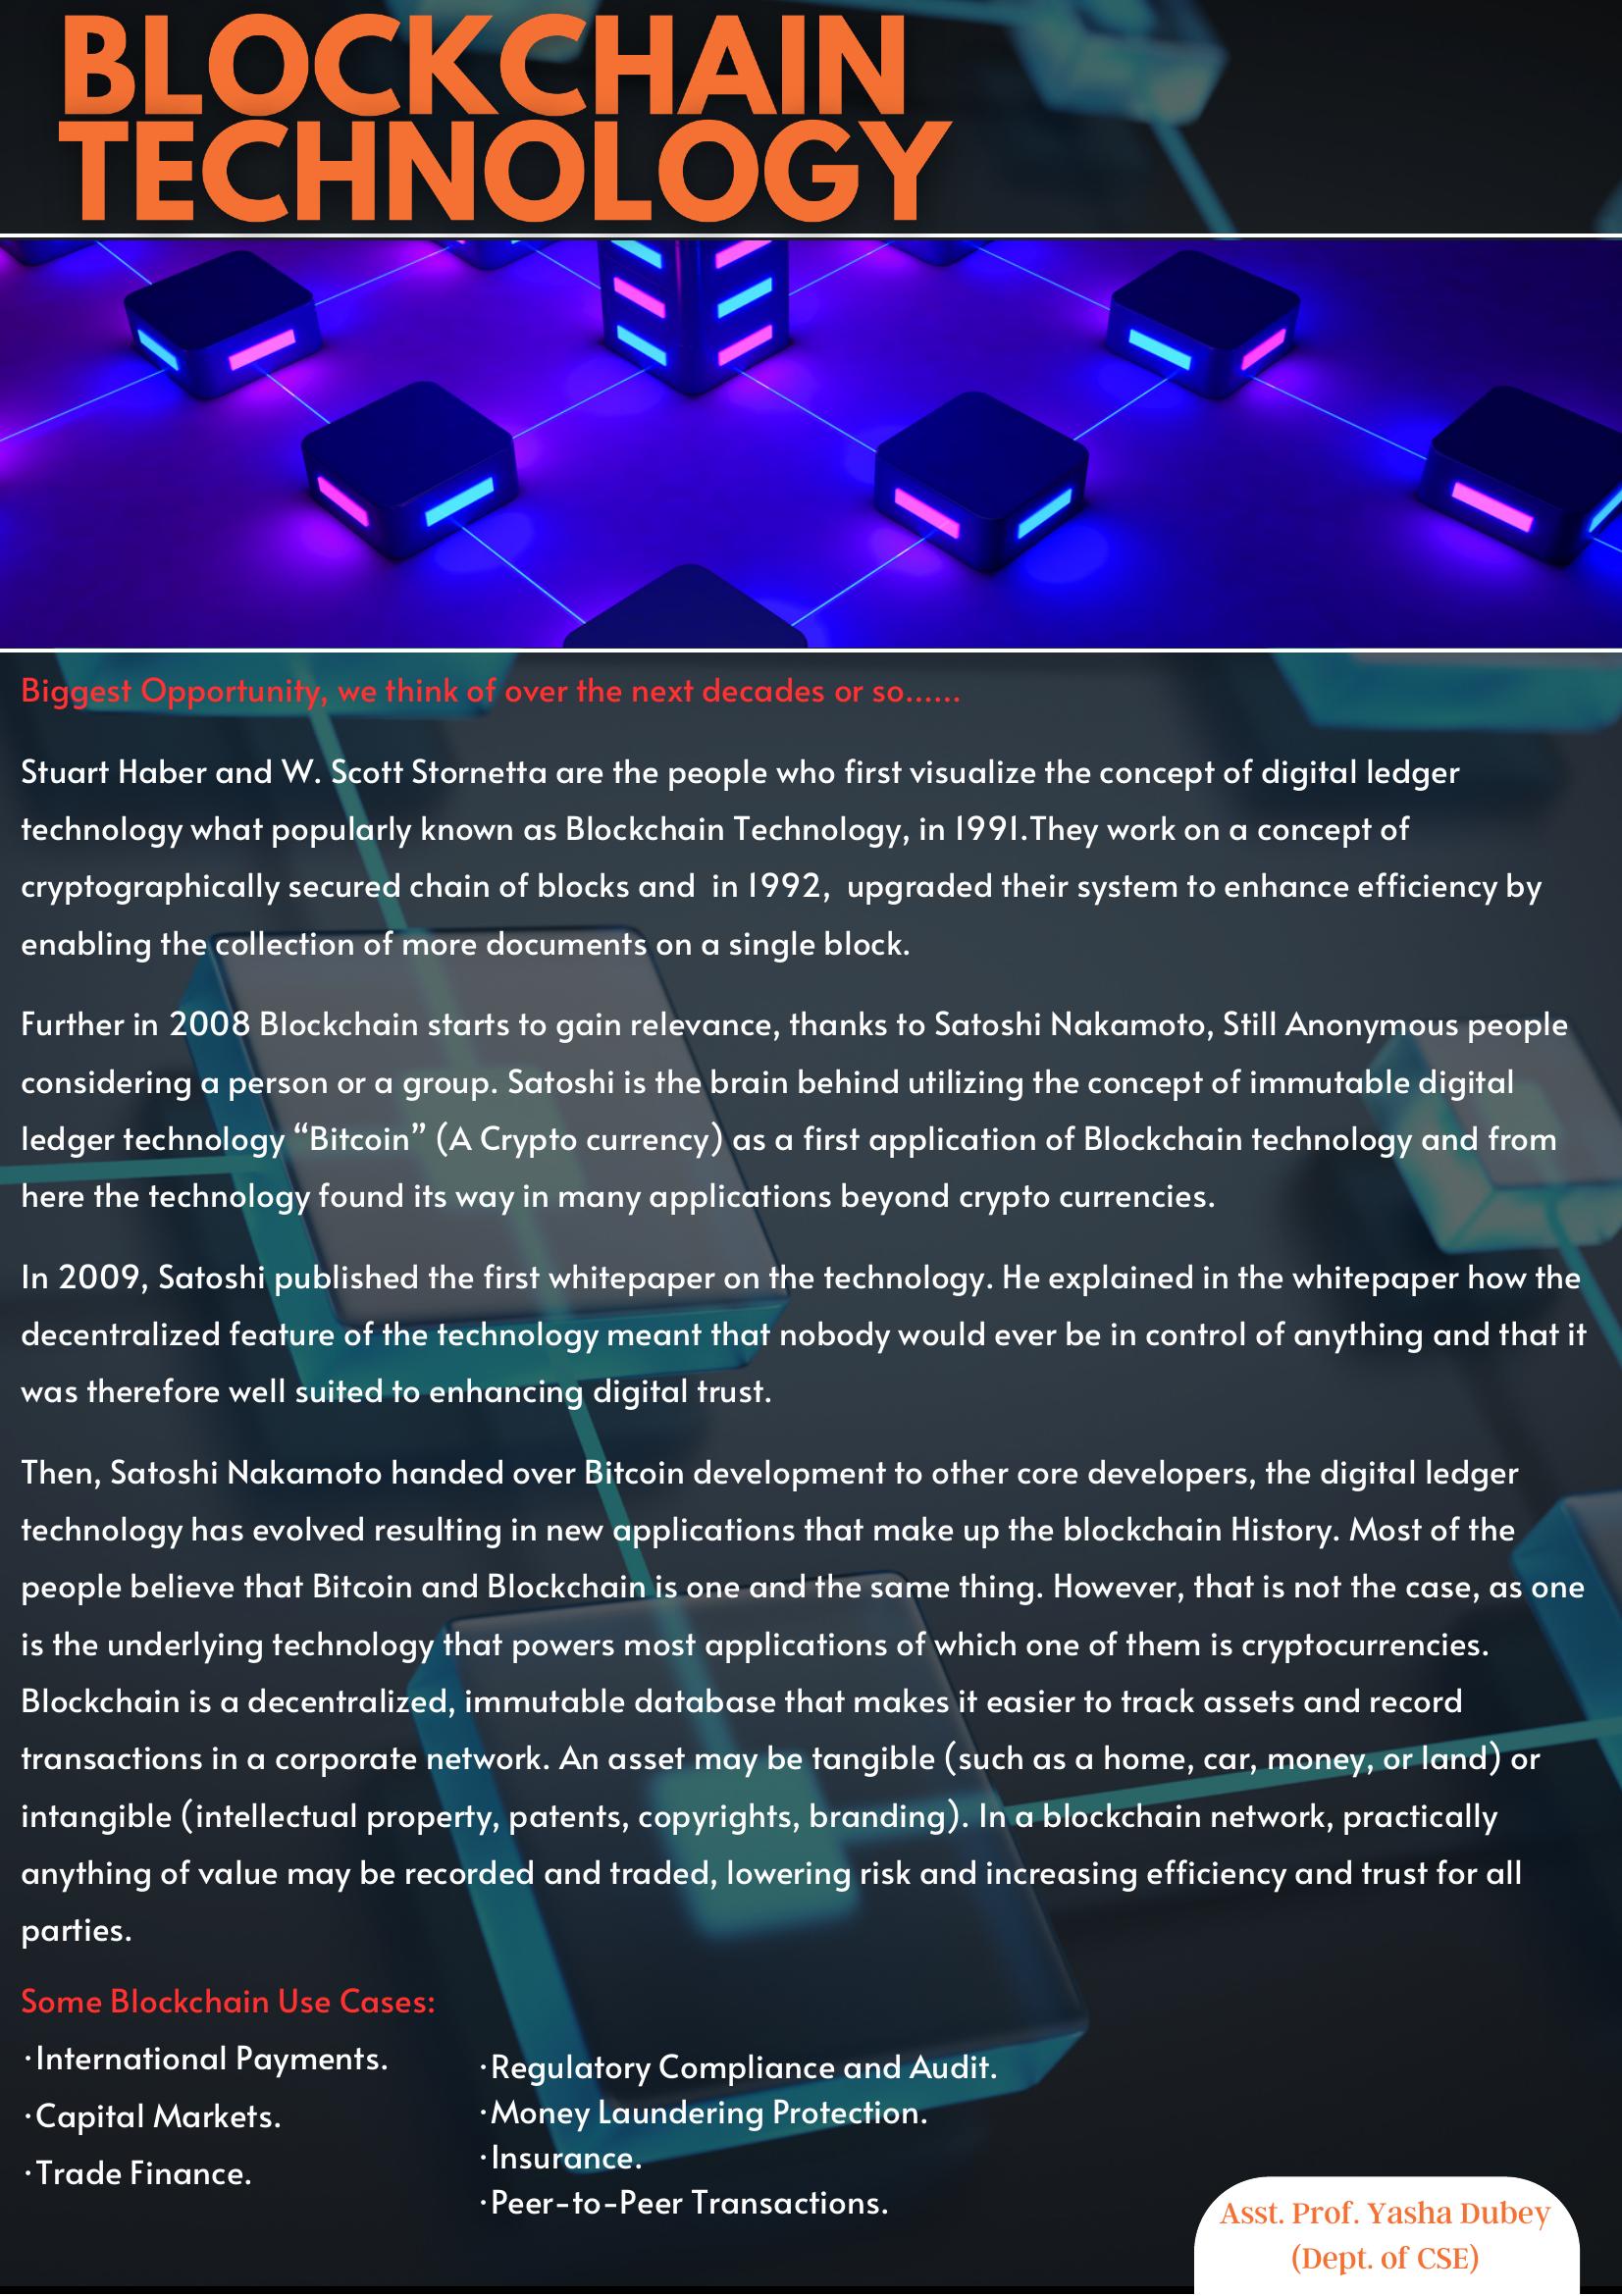 BLOCKCHAIN
TECHNOLOGY
Biggest Opportunity, we think of over the next decades or so......
Stuart Haber and W. Scott Stornetta are the people who first visualize the concept of digital ledger
technology what popularly known as Blockchain Technology, in 1991.They work on a concept of
cryptographically secured chain of blocks and  in 1992,  upgraded their system to enhance efficiency by
enabling the collection of more documents on a single block.
Further in 2008 Blockchain starts to gain relevance, thanks to Satoshi Nakamoto, Still Anonymous people
considering a person or a group. Satoshi is the brain behind utilizing the concept of immutable digital
ledger technology “Bitcoin” (A Crypto currency) as a first application of Blockchain technology and from
here the technology found its way in many applications beyond crypto currencies.
In 2009, Satoshi published the first whitepaper on the technology. He explained in the whitepaper how the
decentralized feature of the technology meant that nobody would ever be in control of anything and that it
was therefore well suited to enhancing digital trust.
Then, Satoshi Nakamoto handed over Bitcoin development to other core developers, the digital ledger
technology has evolved resulting in new applications that make up the blockchain History. Most of the
people believe that Bitcoin and Blockchain is one and the same thing. However, that is not the case, as one
is the underlying technology that powers most applications of which one of them is cryptocurrencies.
Blockchain is a decentralized, immutable database that makes it easier to track assets and record
transactions in a corporate network. An asset may be tangible (such as a home, car, money, or land) or
intangible (intellectual property, patents, copyrights, branding). In a blockchain network, practically
anything of value may be recorded and traded, lowering risk and increasing efficiency and trust for all
parties.
Some Blockchain Use Cases:
·International Payments.
·Capital Markets.
·Trade Finance.
·Regulatory Compliance and Audit.
·Money Laundering Protection.
·Insurance.
·Peer-to-Peer Transactions.
Asst. Prof. Yasha Dubey
(Dept. of CSE)